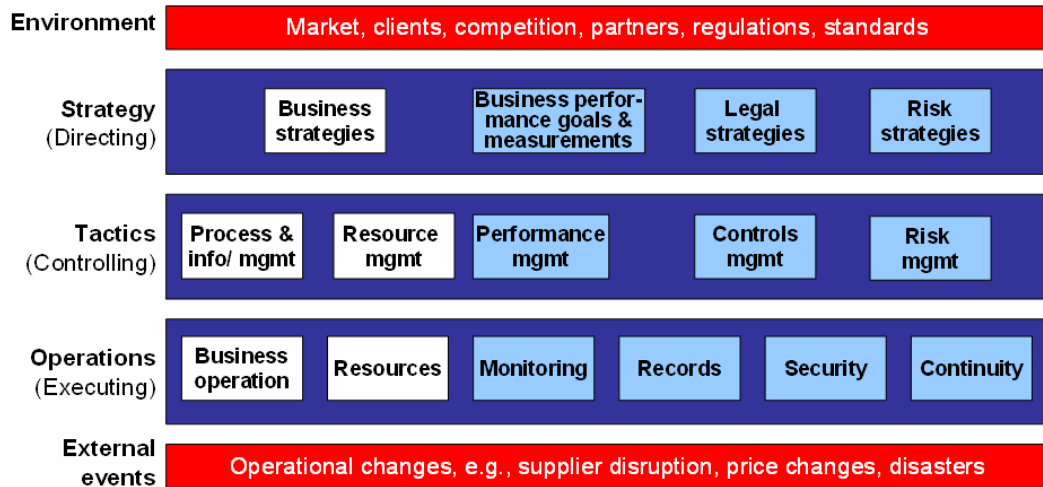 Environment
Market, clients, competition, partners, regulations, standards
Strategy
(Directing)
Business
strategies
Business perfor-
mance goals &
measurements
Legal
strategies
Risk
strategies
Tactics
(Controlling)
Process &
info/ mgmt
Resource
mgmt
Performance
mgmt
Controls
mgmt
Risk
mgmt
Operations
(Executing)
Business
operation
Resources
Monitoring
Records
Security
Continuity
External
events
Operational changes, e.g., supplier disruption, price changes, disasters